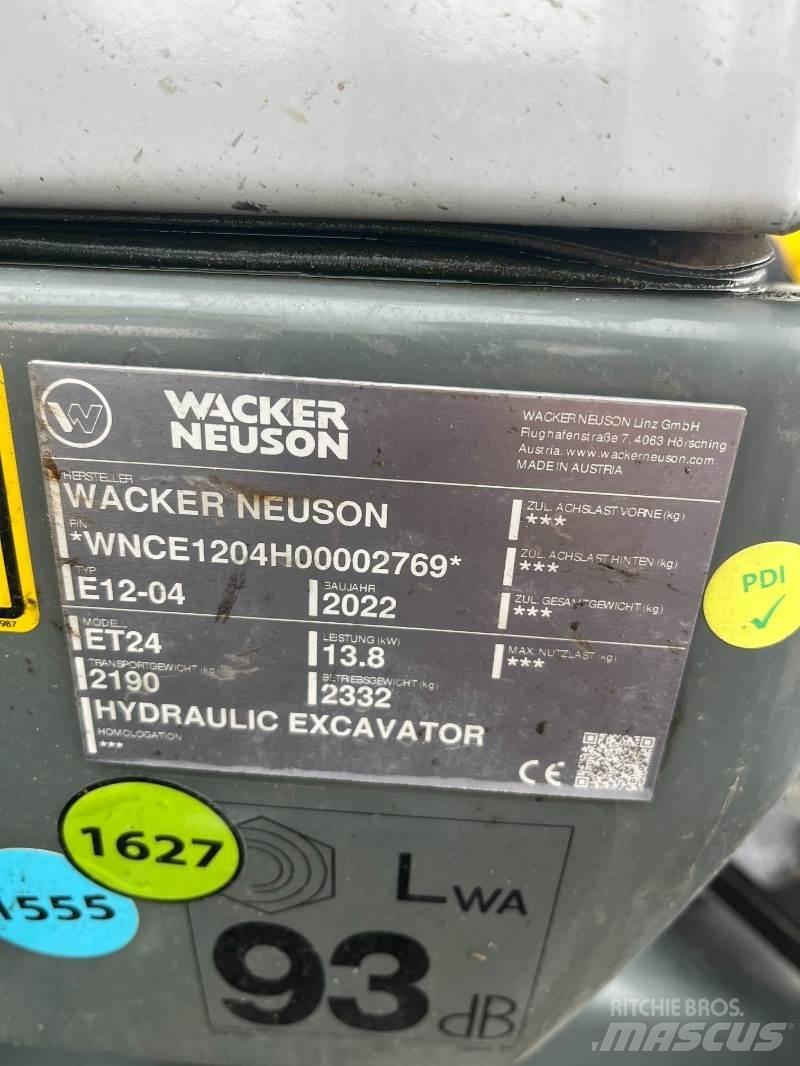 WACKER
NEUSON
WACKER NEUSON Linz GmbH
Flughafenstraße 7, 4063 Hörsching
Austria, www.wackerneuson.com
MADE IN AUSTRIA
HERSTELLER
WACKER NEUSON
PIN
*WNCE1204H00002769*
TYP
E12-04
BAUJAHR
2022
MODELL
ET24
LEISTUNG (kW)
13.8
TRANSPORTGEWICHT (kg)
2190
BETRIEBSGEWICHT (kg)
2332
HYDRAULIC EXCAVATOR
HOMOLOGATION
***
ZUL. ACHSLAST VORNE (kg)
***
ZUL. ACHSLAST HINTEN (kg)
***
ZUL. GESAMTGEWICHT (kg)
***
MAX. NUTZLAST (kg)
***
CE
PDI
987
1627
1555
LWA
93 dB
RITCHIE BROS.
MASCUS